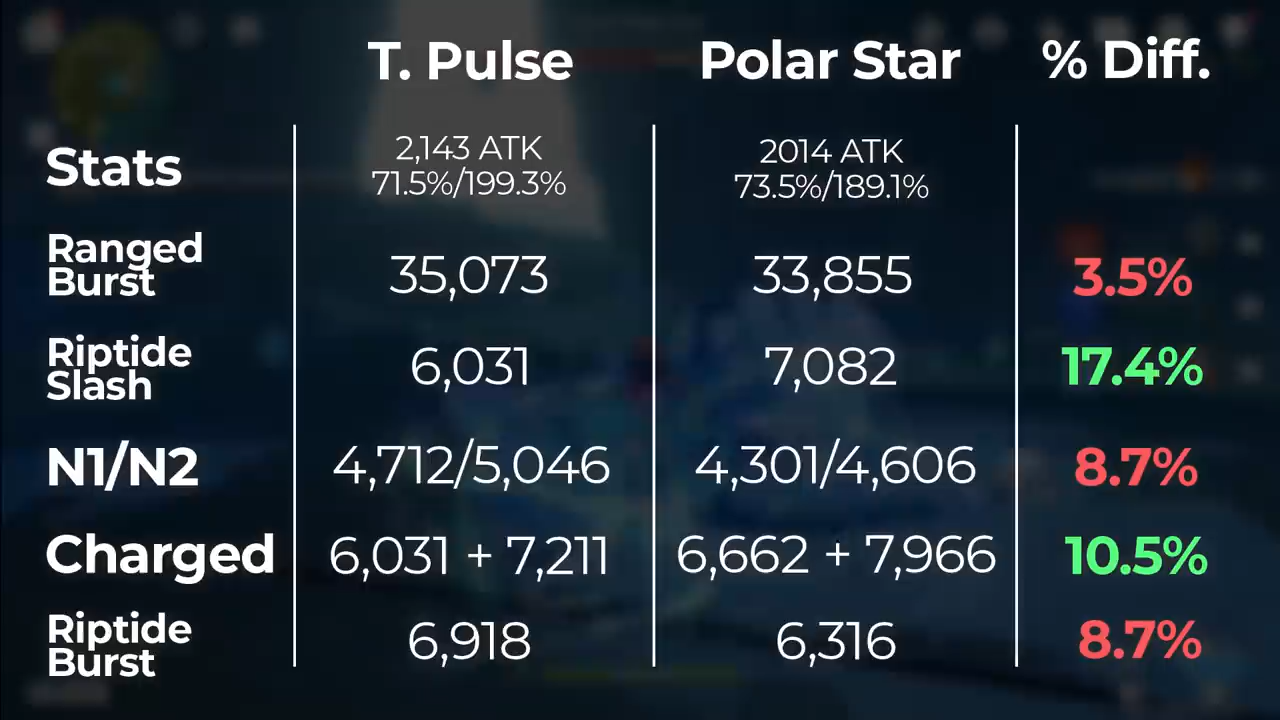 T. Pulse Polar Star % Diff.
Stats 2,143 ATK 2014 ATK
71.5%/199.3% 73.5%/189.1%
Ranged
Burst 35,073 33,855 3.5%
Riptide
Slash 6,031 7,082 17.4%
N1/N2 4,712/5,046 4,301/4,606 8.7%
Charged 6,031 + 7,211 6,662 + 7,966 10.5%
Riptide
Burst 6,918 6,316 8.7%